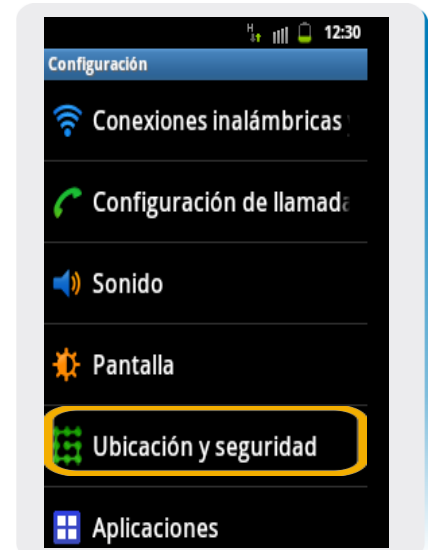 H 12:30
Configuración
Conexiones inalámbricas
Configuración de llamada
Sonido
Pantalla
Ubicación y seguridad
Aplicaciones